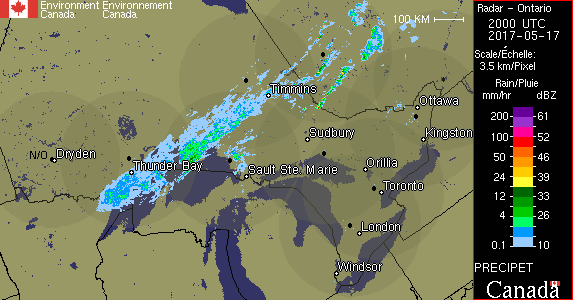 Environment Environnement
Canada Canada
100 KM
Timmins
Ottawa
Sudbury
Kingston
N/O
Dryden
Thunder Bay
Sault Ste. Marie
Orillia
Toronto
London
Windsor
Radar - Ontario
2000 UTC
2017-05-17
Scale/Échelle:
3.5 km/Pixel
Rain/Pluie
mm/hr dBZ
200 61
100 52
50 46
24 39
12 33
4 26
0.1 10
PRECIPET
Canada